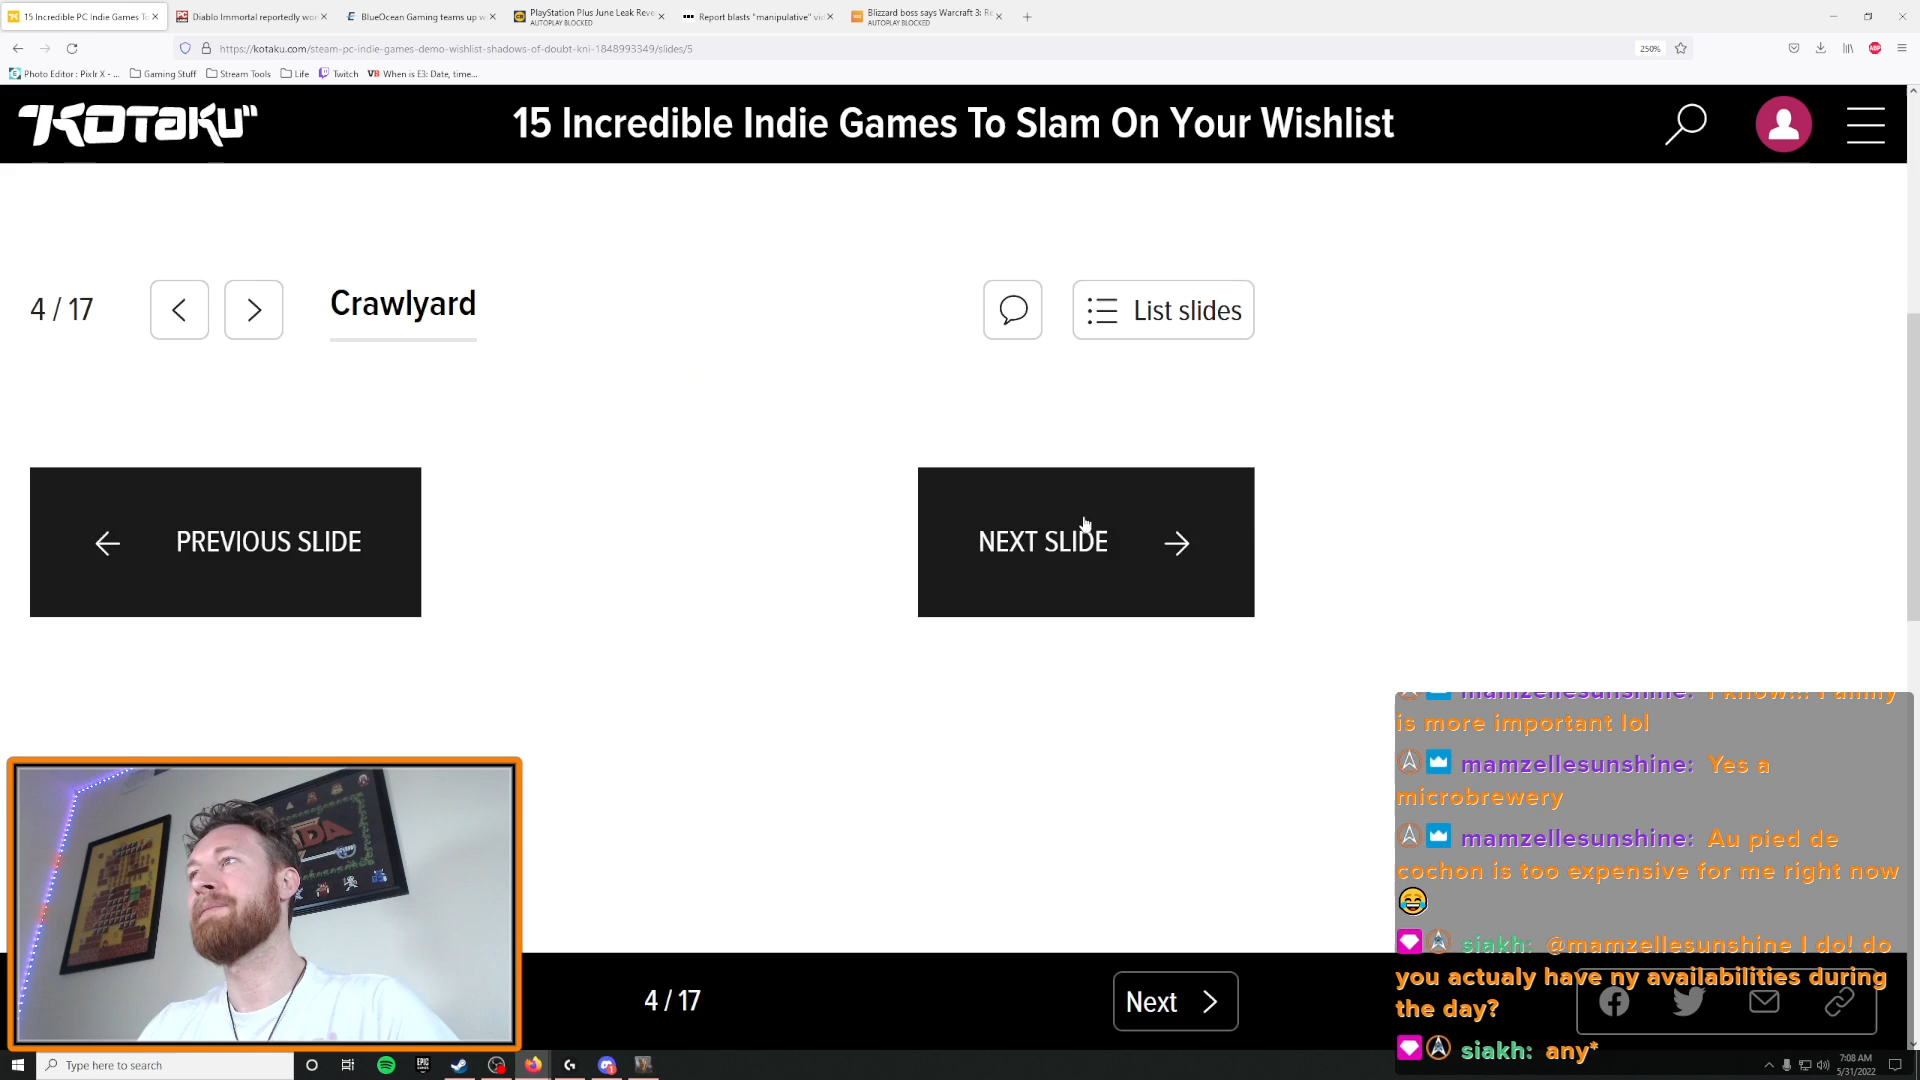 15 Incredible PC Indie Games To
Diablo Immortal reportedly won
BlueOcean Gaming teams up w
PlayStation Plus June Leak Reve
AUTOPLAY BLOCKED
Report blasts "manipulative" vi
Blizzard boss says Warcraft 3: Re
AUTOPLAY BLOCKED
https://kotaku.com/steam-pc-indie-games-demo-wishlist-shadows-of-doubt-kni-1848993349/slides/5
250%
ABP
Photo Editor : Pixlr X - ...
Gaming Stuff
Stream Tools
Life
Twitch
VB When is E3: Date, time...
KOTAKU
15 Incredible Indie Games To Slam On Your Wishlist
4 / 17
Crawlyard
List slides
PREVIOUS SLIDE
NEXT SLIDE
is more important lol
mamzellesunshine: Yes a
microbrewery
mamzellesunshine: Au pied de
cochon is too expensive for me right now
😂
siakh: @mamzellesunshine I do! do
you actualy have ny availabilities during
the day?
siakh: any*
4 / 17
Next
Type here to search
EPIC
7:08 AM
5/31/2022